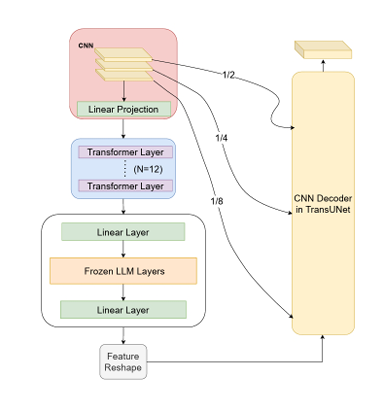 CNN
Linear Projection
Transformer Layer
(N=12)
Transformer Layer
Linear Layer
Frozen LLM Layers
Linear Layer
Feature
Reshape
1/2
1/4
1/8
CNN Decoder
in TransUNet